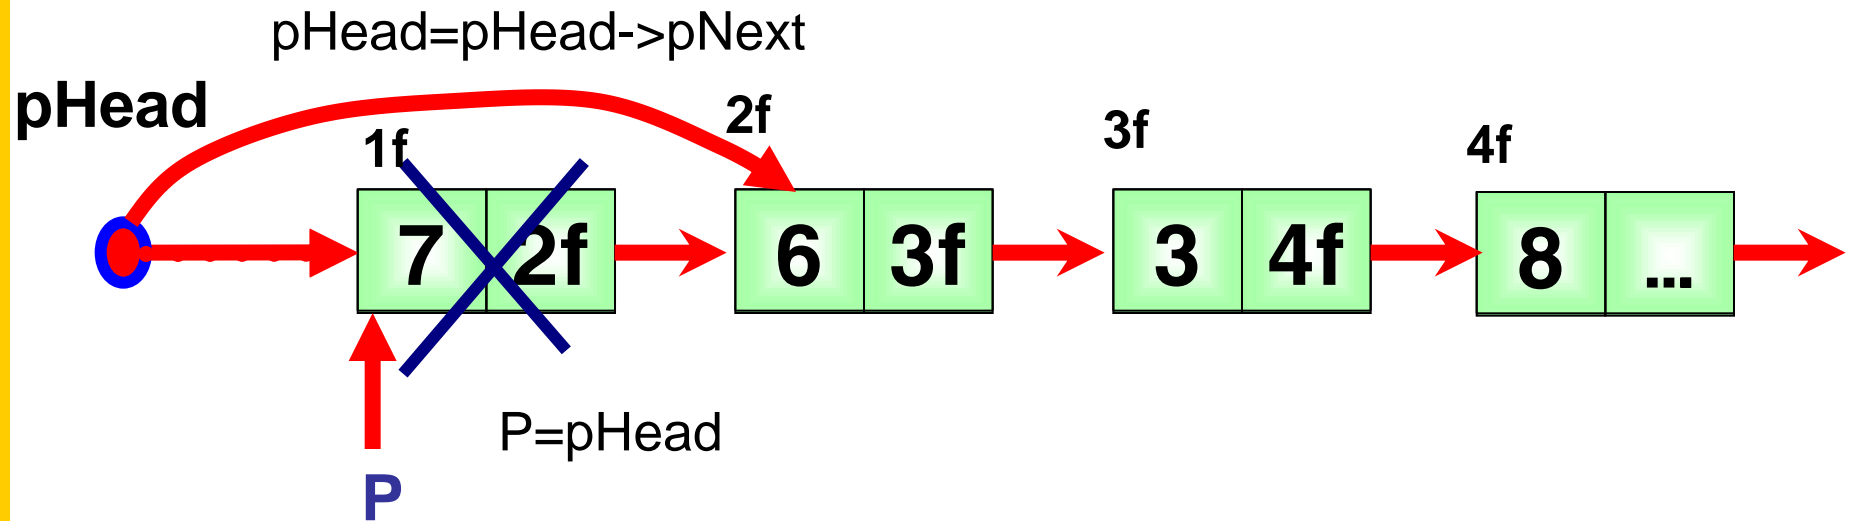 pHead=pHead->pNext
pHead
1f
2f
3f
4f
7 2f
6 3f
3 4f
8 ...
P=pHead
P